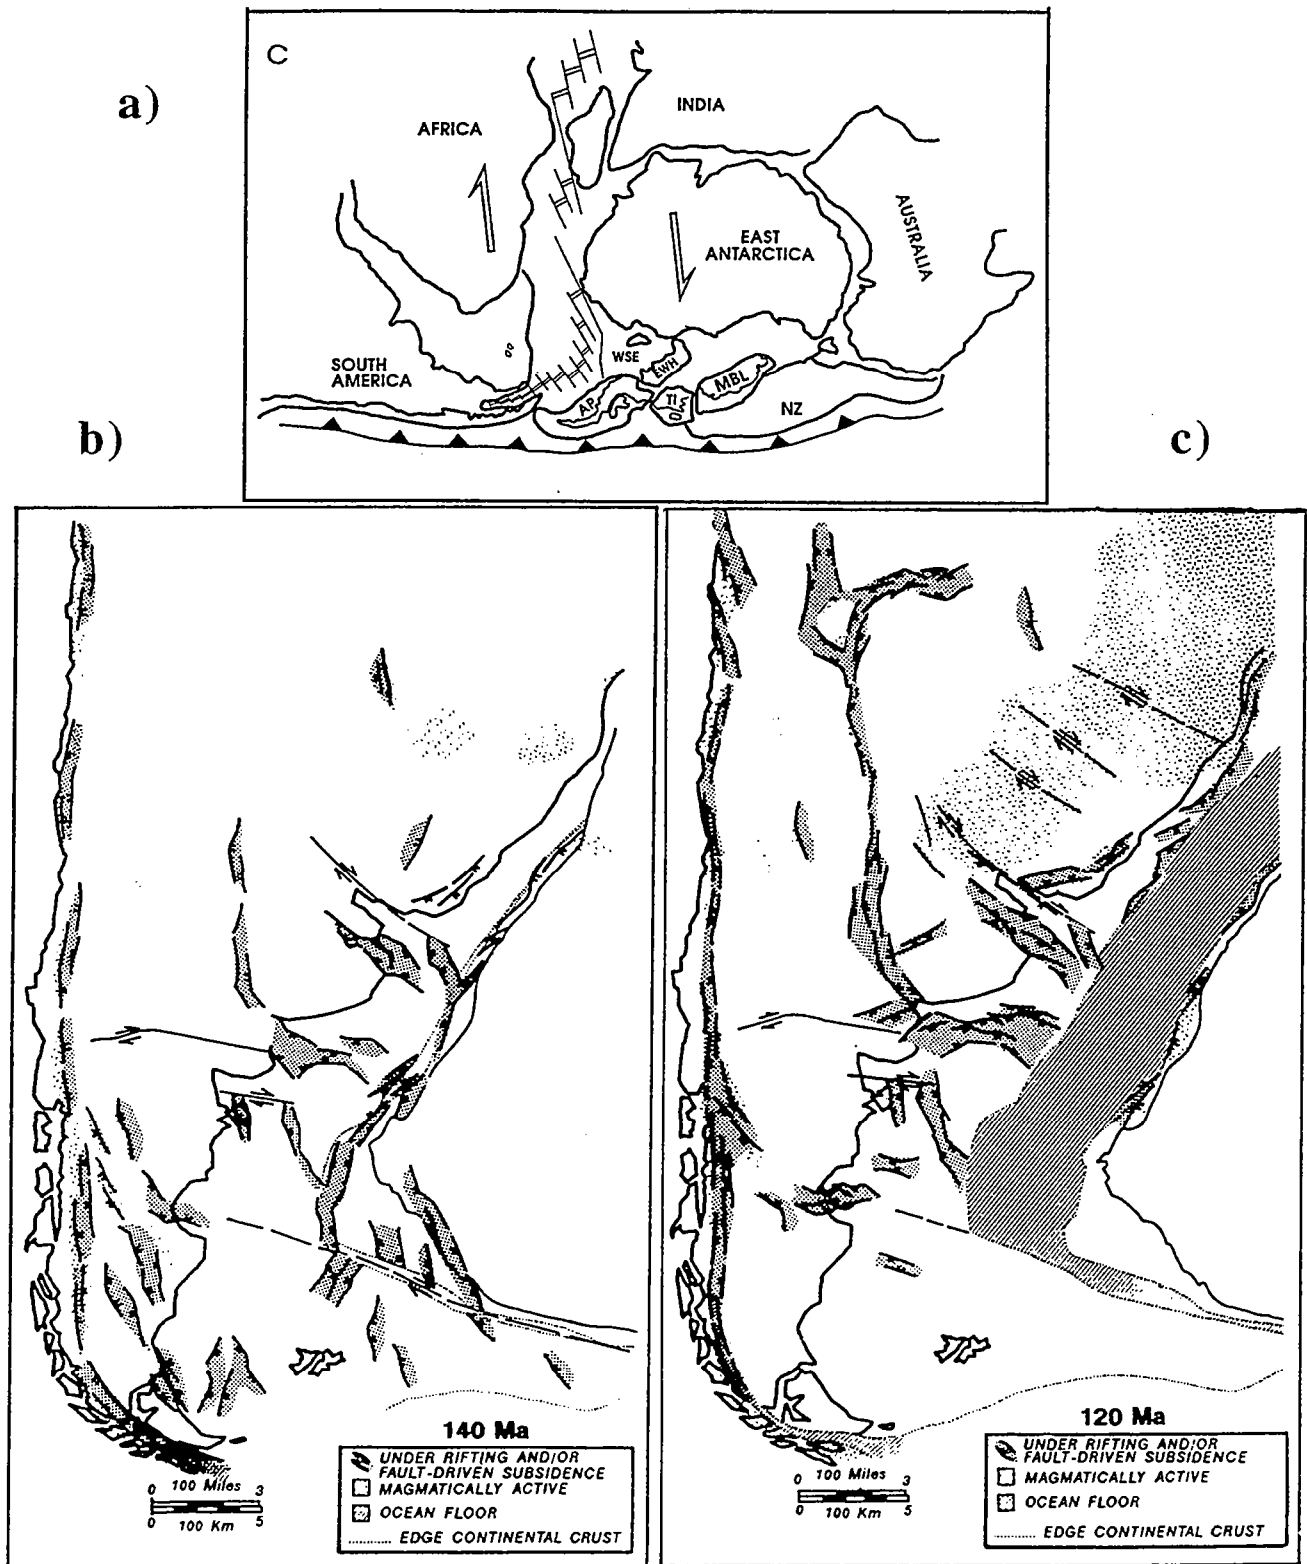 a)
C
AFRICA
INDIA
EAST
ANTARCTICA
AUSTRALIA
SOUTH
AMERICA
WSE
EWH
AP
TI
MBL
NZ
b)
c)
140 Ma
UNDER RIFTING AND/OR
FAULT-DRIVEN SUBSIDENCE
MAGMATICALLY ACTIVE
OCEAN FLOOR
EDGE CONTINENTAL CRUST
0 100 Miles 3
0 100 Km 5
120 Ma
UNDER RIFTING AND/OR
FAULT-DRIVEN SUBSIDENCE
MAGMATICALLY ACTIVE
OCEAN FLOOR
EDGE CONTINENTAL CRUST
0 100 Miles 3
0 100 Km 5